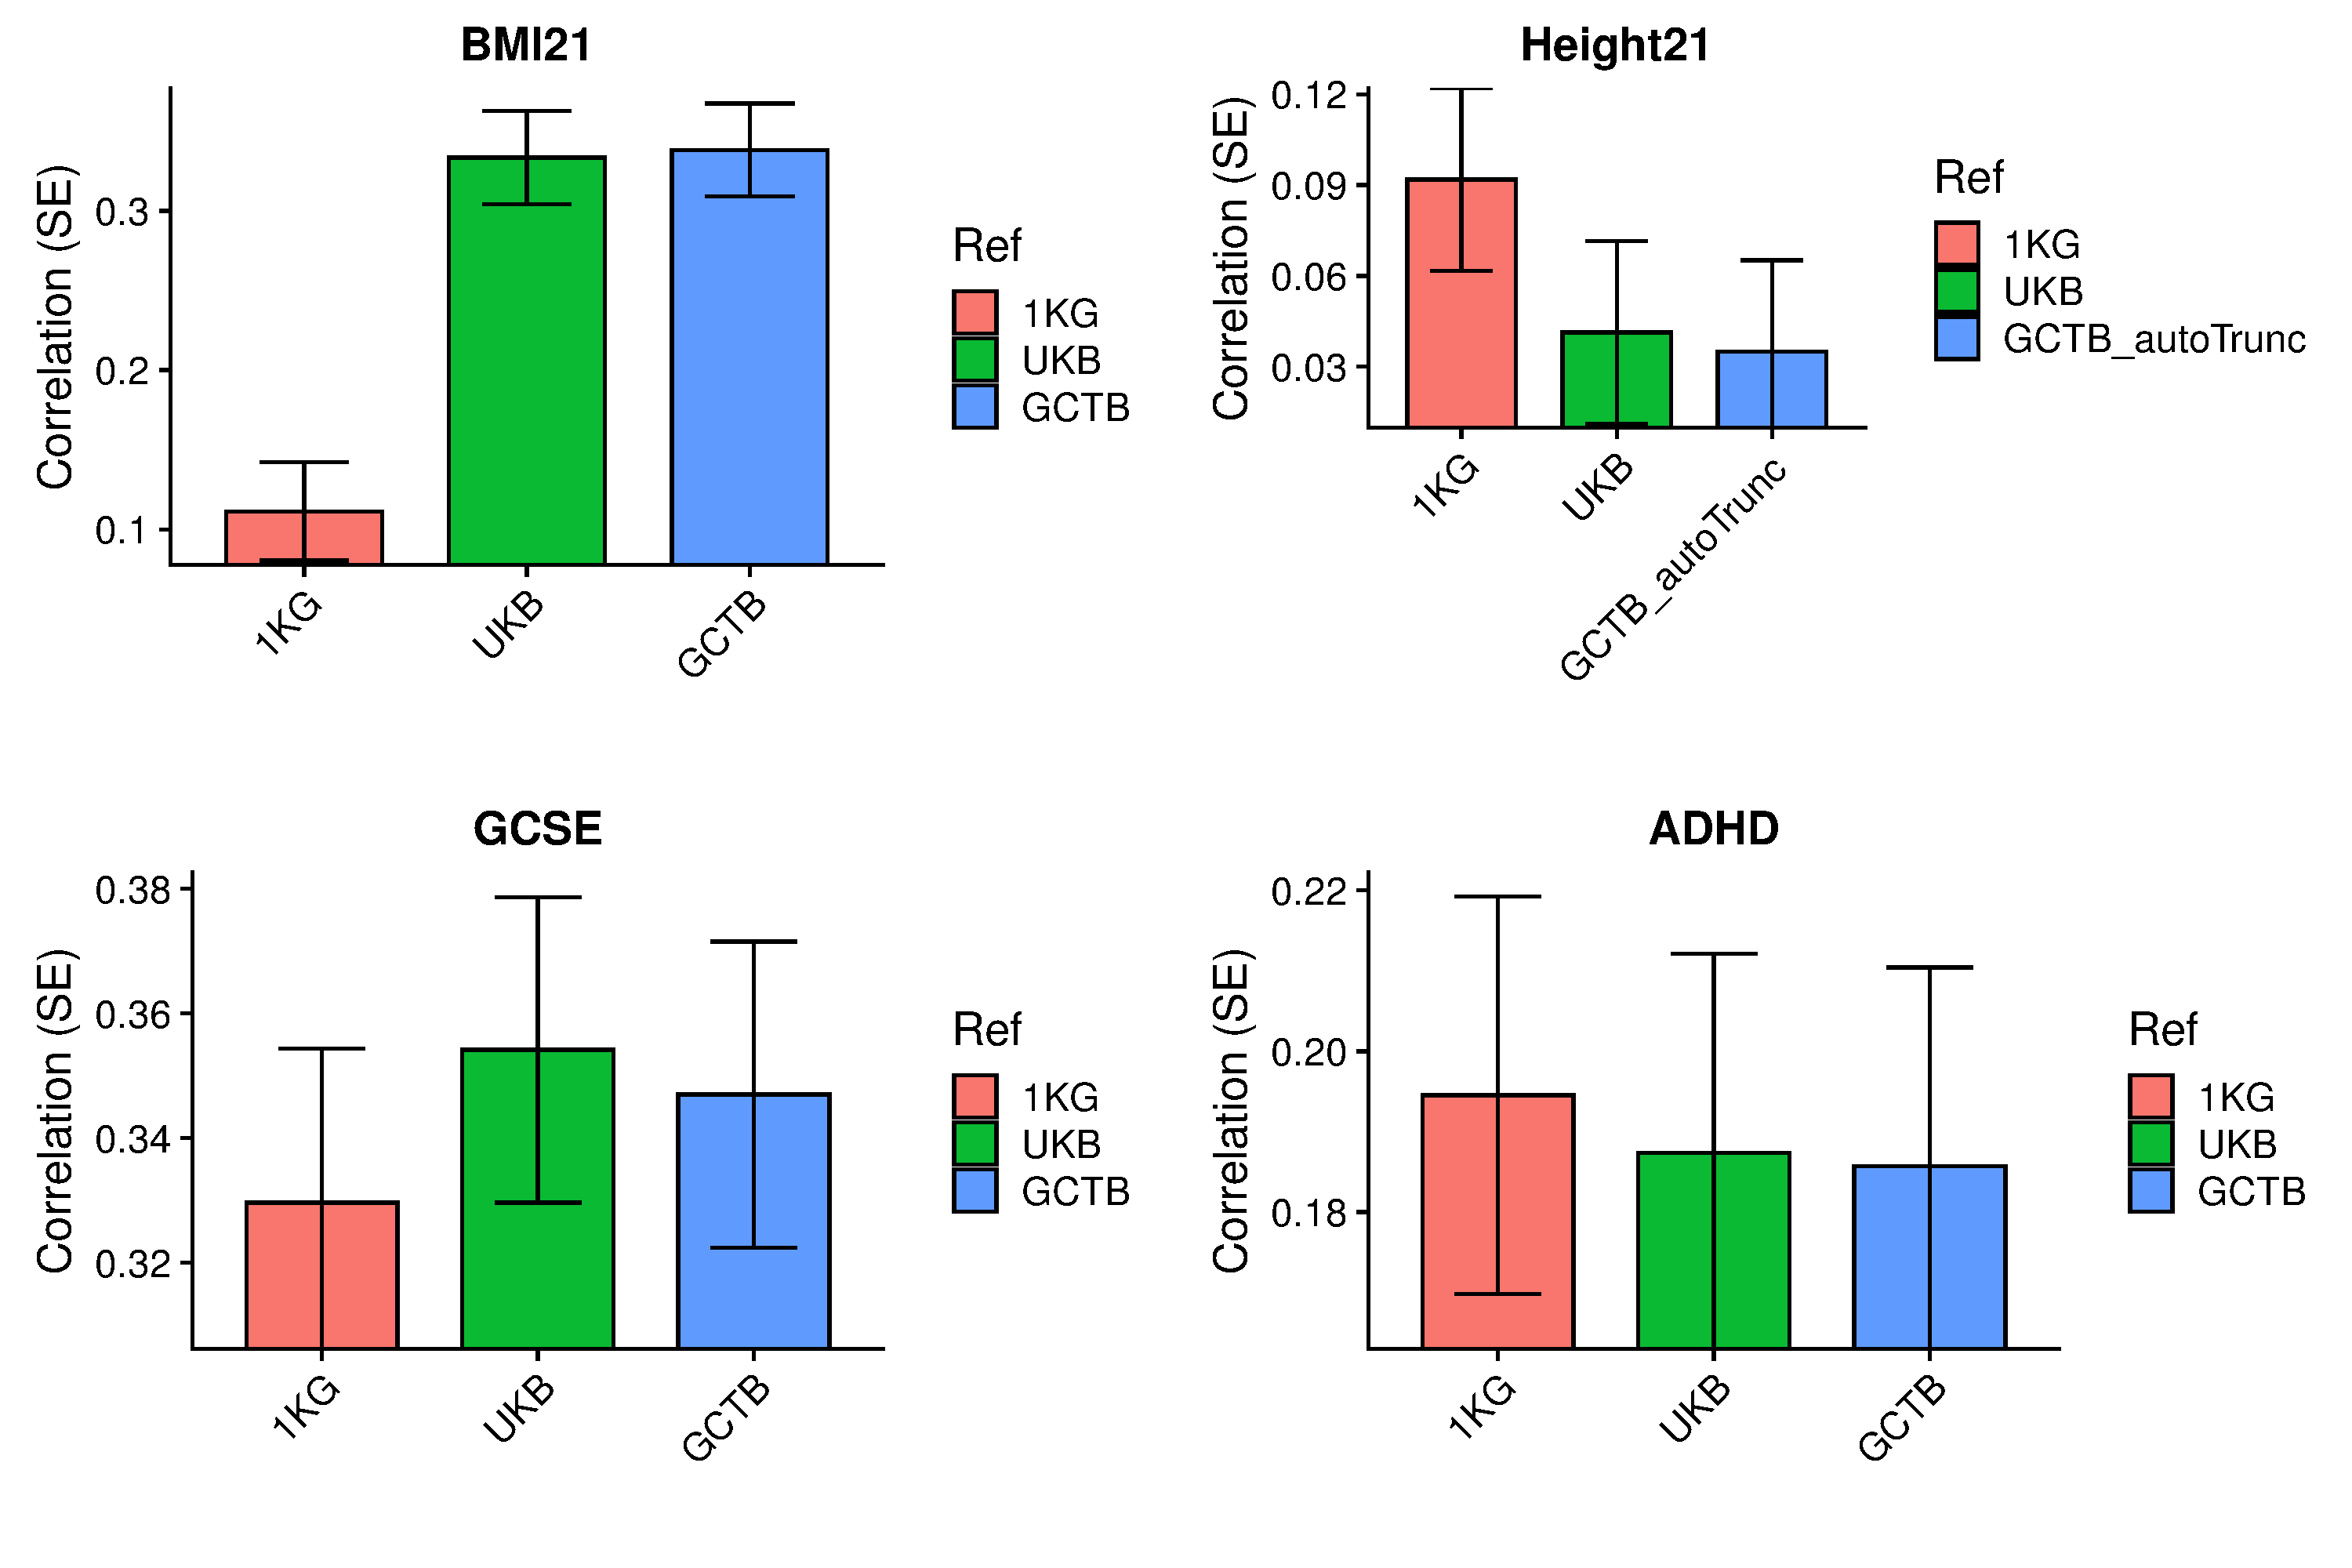 BMI21
Correlation (SE)
0.3
0.2
0.1
1KG
UKB
GCTB
Ref
1KG
UKB
GCTB
Height21
Correlation (SE)
0.12
0.09
0.06
0.03
1KG
UKB
GCTB_autoTrunc
Ref
1KG
UKB
GCTB_autoTrunc
GCSE
Correlation (SE)
0.38
0.36
0.34
0.32
1KG
UKB
GCTB
Ref
1KG
UKB
GCTB
ADHD
Correlation (SE)
0.22
0.20
0.18
1KG
UKB
GCTB
Ref
1KG
UKB
GCTB